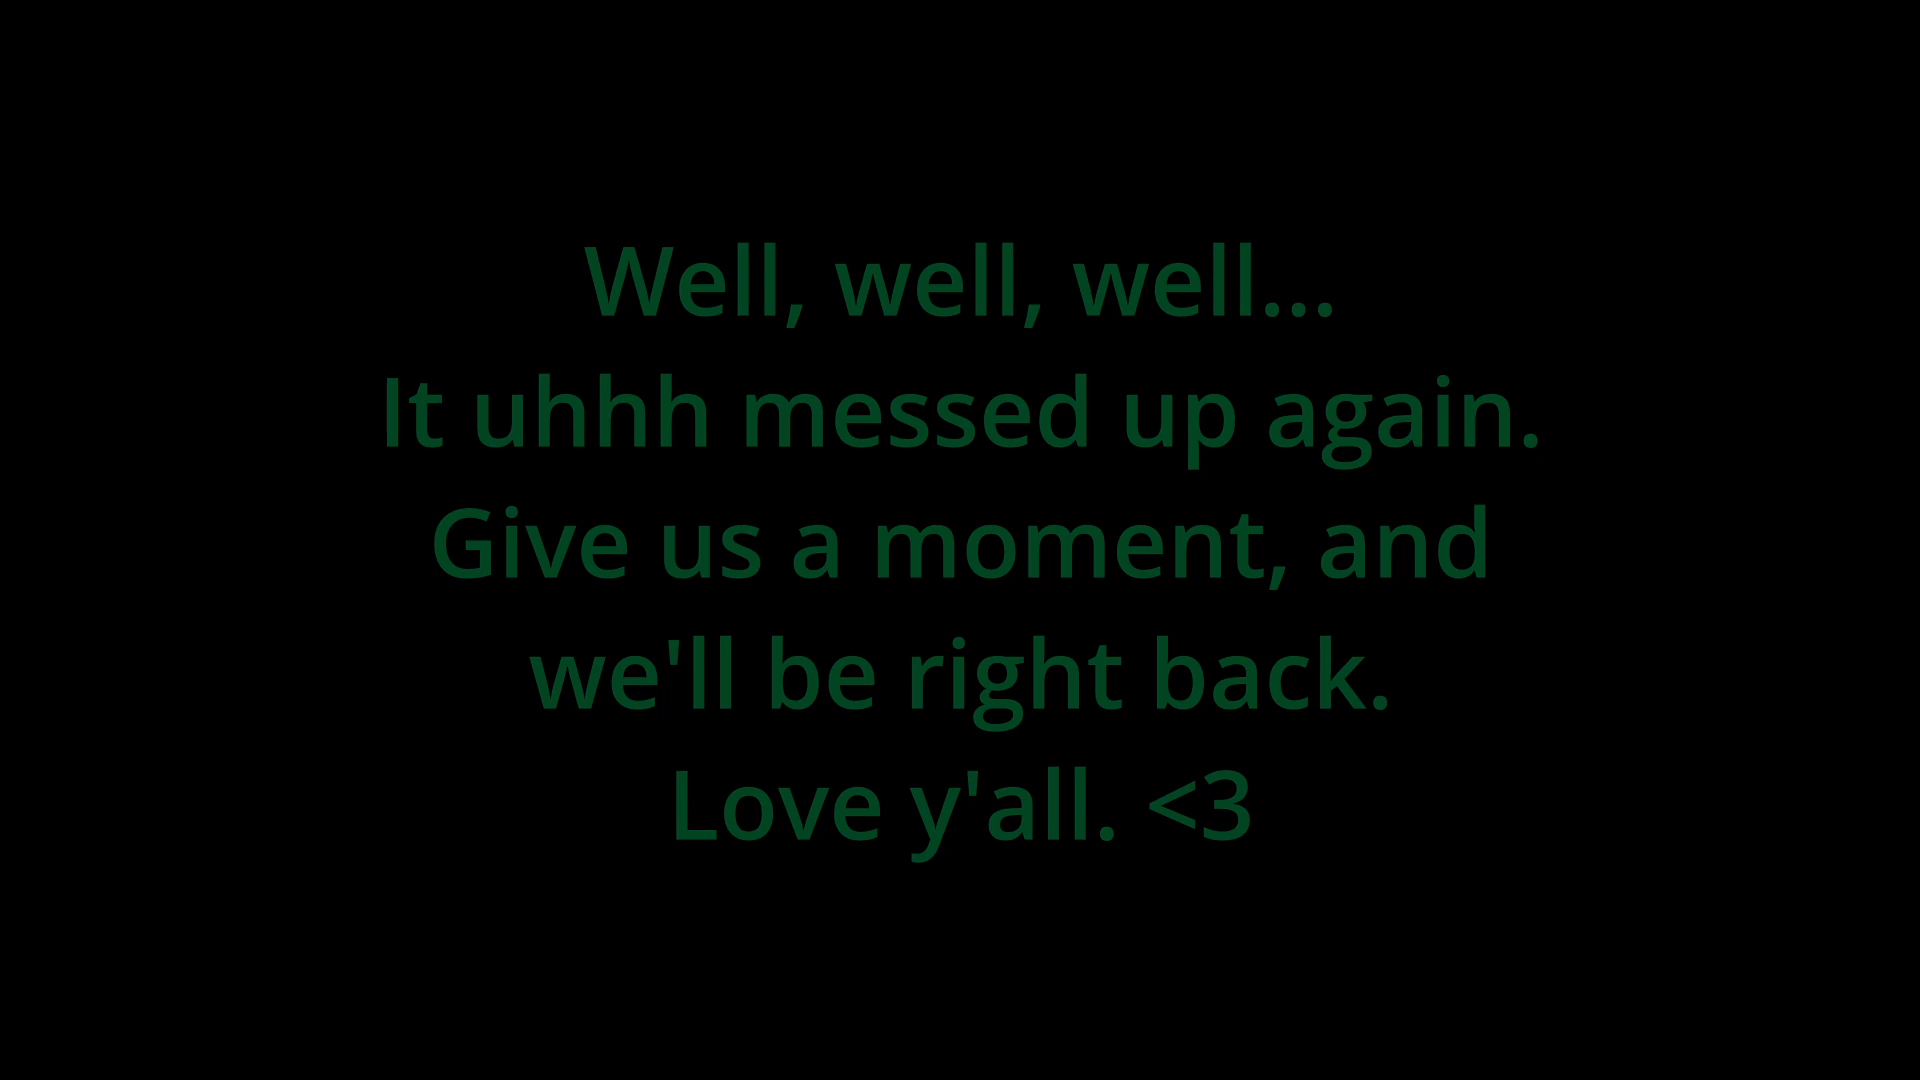 Well, well, well...
It uhhh messed up again.
Give us a moment, and
we'll be right back.
Love y'all. <3